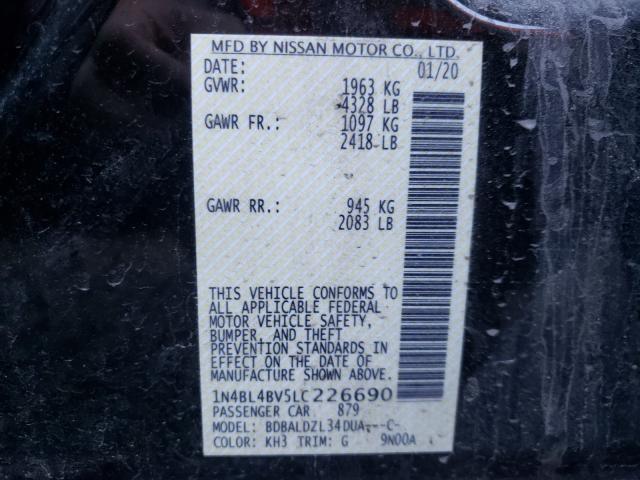 MFD BY NISSAN MOTOR CO., LTD.
DATE: 01/20
GVWR: 1963 KG
4328 LB
GAWR FR.: 1097 KG
2418 LB
GAWR RR.: 945 KG
2083 LB
THIS VEHICLE CONFORMS TO
ALL APPLICABLE FEDERAL
MOTOR VEHICLE SAFETY,
BUMPER, AND THEFT
PREVENTION STANDARDS IN
EFFECT ON THE DATE OF
MANUFACTURE SHOWN ABOVE.
1N4BL4BV5LC226690
PASSENGER CAR 879
MODEL: BDBALDZL34DUA---C-
COLOR: KH3 TRIM: G 9N00A